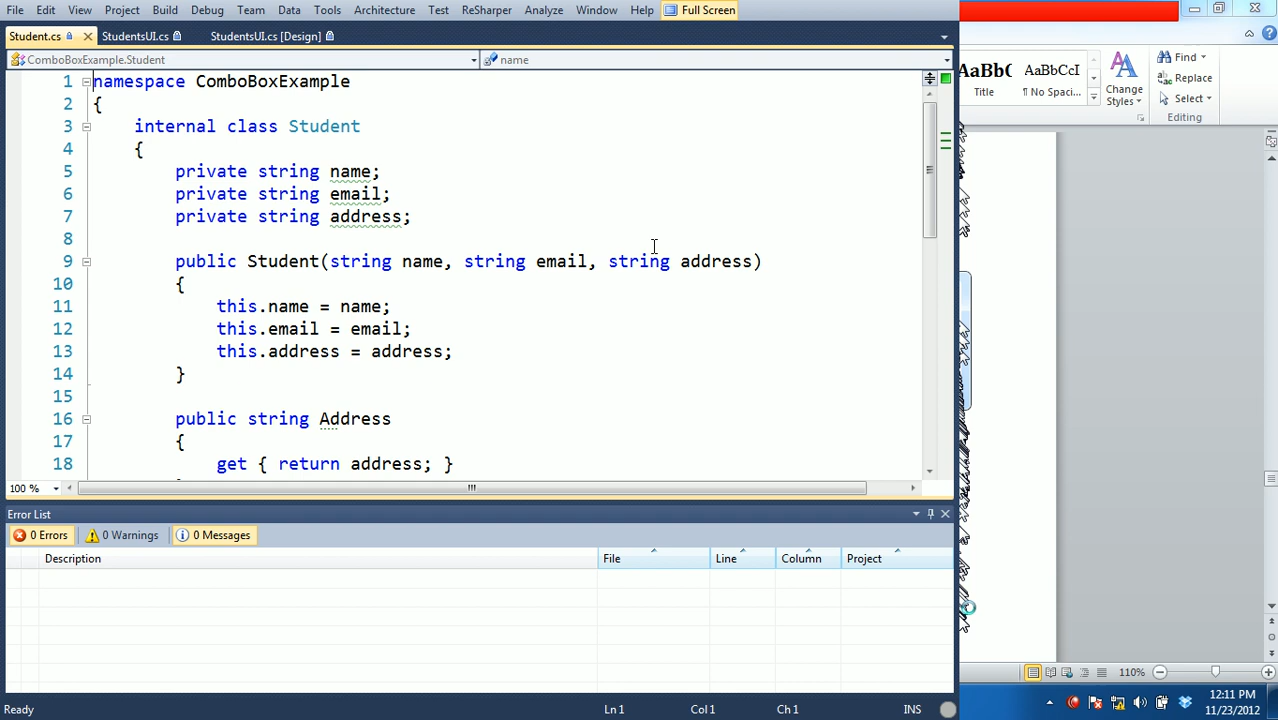 File Edit View Project Build Debug Team Data Tools Architecture Test ReSharper Analyze Window Help Full Screen
Student.cs StudentsUI.cs StudentsUI.cs [Design]
ComboBoxExample.Student name
1 namespace ComboBoxExample
2 {
3 internal class Student
4 {
5 private string name;
6 private string email;
7 private string address;
8
9 public Student(string name, string email, string address)
10 {
11 this.name = name;
12 this.email = email;
13 this.address = address;
14 }
15
16 public string Address
17 {
18 get { return address; }
100 %
Error List
0 Errors 0 Warnings 0 Messages
Description File Line Column Project
Ready Ln 1 Col 1 Ch 1 INS
AaBb( AaBbCcI
Title ¶ No Spaci...
Change
Styles
Find
Replace
Select
Editing
110%
12:11 PM
11/23/2012